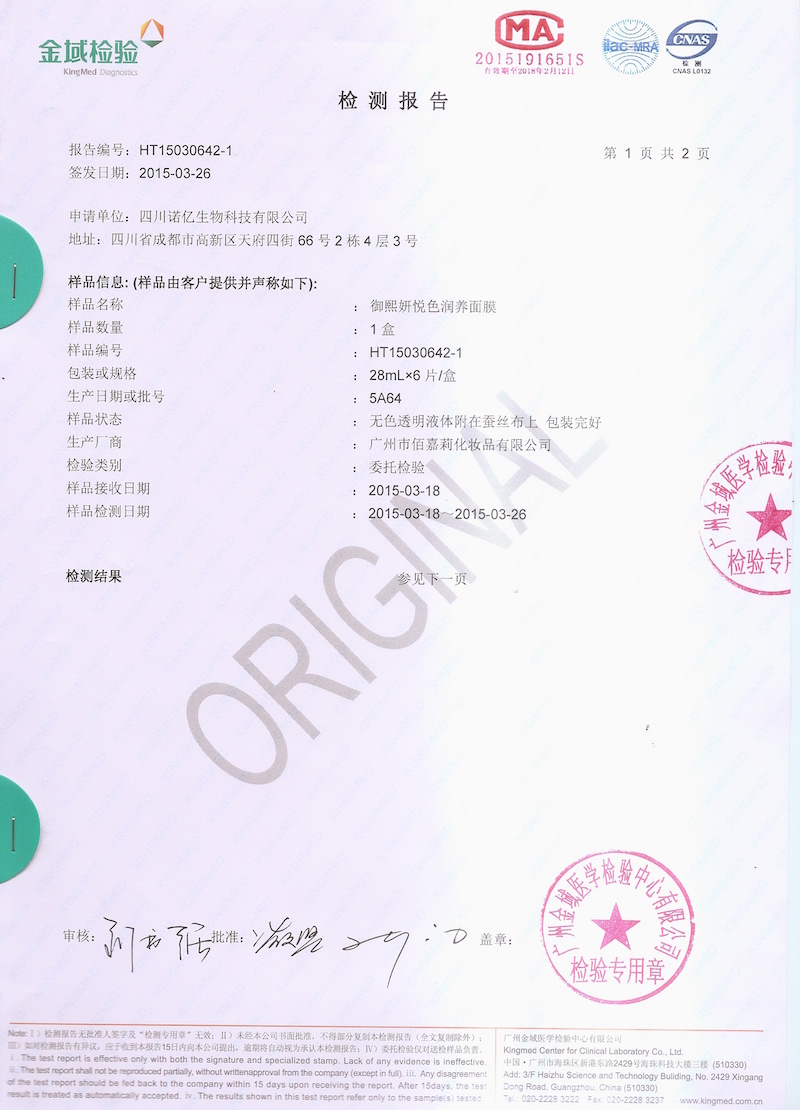 金域检验
KingMed Diagnostics
MA
2015191651S
有效期至2018年2月12日
ilac-MRA
CNAS
检 测
CNAS L0132
检测报告
报告编号: HT15030642-1
第 1 页 共 2 页
签发日期: 2015-03-26
申请单位: 四川诺亿生物科技有限公司
地址: 四川省成都市高新区天府四街 66 号 2 栋 4 层 3 号
样品信息: (样品由客户提供并声称如下):
样品名称 : 御熙妍悦色润养面膜
样品数量 : 1 盒
样品编号 : HT15030642-1
包装或规格 : 28mL×6 片/盒
生产日期或批号 : 5A64
样品状态 : 无色透明液体附在蚕丝布上 包装完好
生产厂商 : 广州市佰嘉莉化妆品有限公司
检验类别 : 委托检验
样品接收日期 : 2015-03-18
样品检测日期 : 2015-03-18～2015-03-26
广州金域医学检验
检验专用
检测结果 参见下一页
ORIGINAL
广州金域医学检验中心有限公司
检验专用章
审核: 批准: 盖章:
Note: I）检测报告无批准人签字及“检测专用章”无效; II）未经本公司书面批准，不得部分复制本检测报告（全文复制除外）;
III）如对检测报告有异议，应于收到本报告15日内向本公司提出，逾期将自动视为承认本检测报告; IV）委托检验仅对送检样品负责。
i. The test report is effective only with both the signature and specialized stamp. Lack of any evidence is ineffective.
ii. The test report shall not be reproduced partially, without writtenapproval from the company (except in full). iii. Any disagreement
of the test report should be fed back to the company within 15 days upon receiving the report. After 15days, the test
result is treated as automatically accepted. iv. The results shown in this test report refer only to the sample(s) tested.
广州金域医学检验中心有限公司
Kingmed Center for Clinical Laboratory Co., Ltd.
中国・广州市海珠区新港东路2429号海珠科技大楼三楼 (510330)
Add: 3/F Haizhu Science and Technology Buliding, No. 2429 Xingang
Dong Road, Guangzhou, China (510330)
Tel: 020-2228 3222 Fax: 020-2228 3237 www.kingmed.com.cn